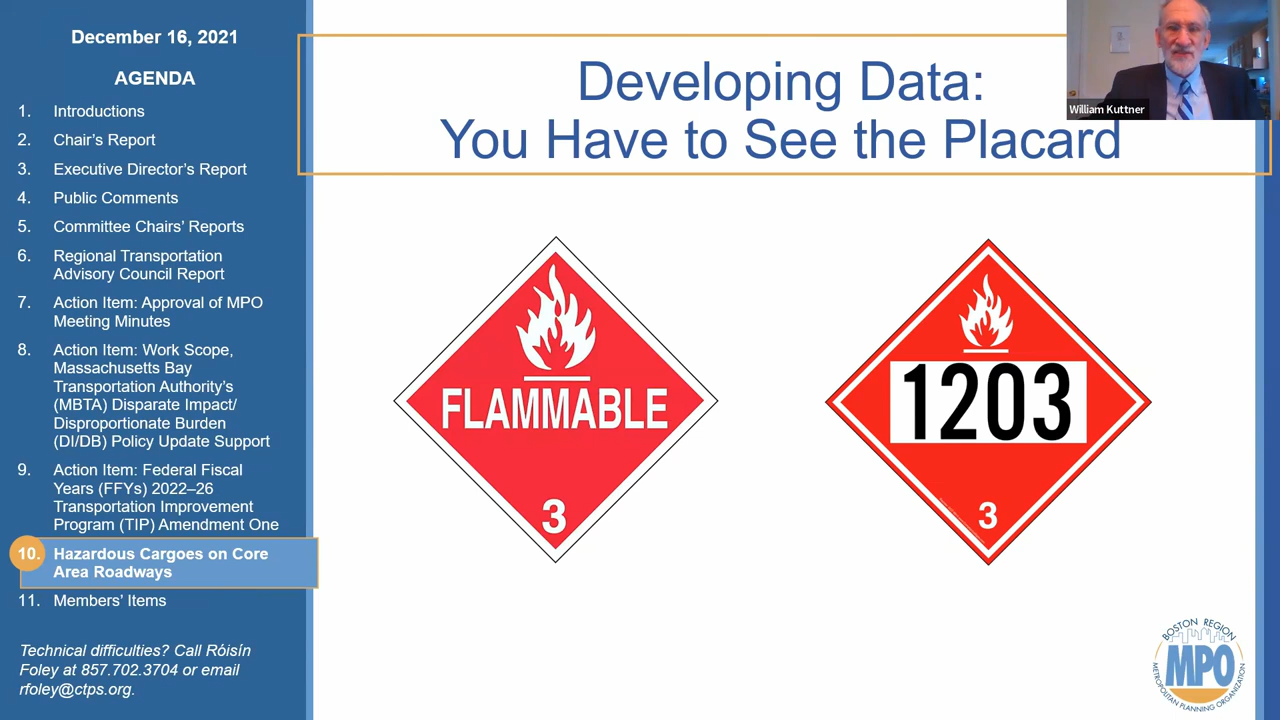 December 16, 2021
AGENDA
1. Introductions
2. Chair's Report
3. Executive Director's Report
4. Public Comments
5. Committee Chairs' Reports
6. Regional Transportation
Advisory Council Report
7. Action Item: Approval of MPO
Meeting Minutes
8. Action Item: Work Scope,
Massachusetts Bay
Transportation Authority's
(MBTA) Disparate Impact/
Disproportionate Burden
(DI/DB) Policy Update Support
9. Action Item: Federal Fiscal
Years (FFYs) 2022–26
Transportation Improvement
Program (TIP) Amendment One
10. Hazardous Cargoes on Core
Area Roadways
11. Members' Items
Technical difficulties? Call Róisín
Foley at 857.702.3704 or email
rfoley@ctps.org.
Developing Data:
You Have to See the Placard
William Kuttner
FLAMMABLE
3
1203
3
BOSTON REGION
MPO
METROPOLITAN PLANNING ORGANIZATION